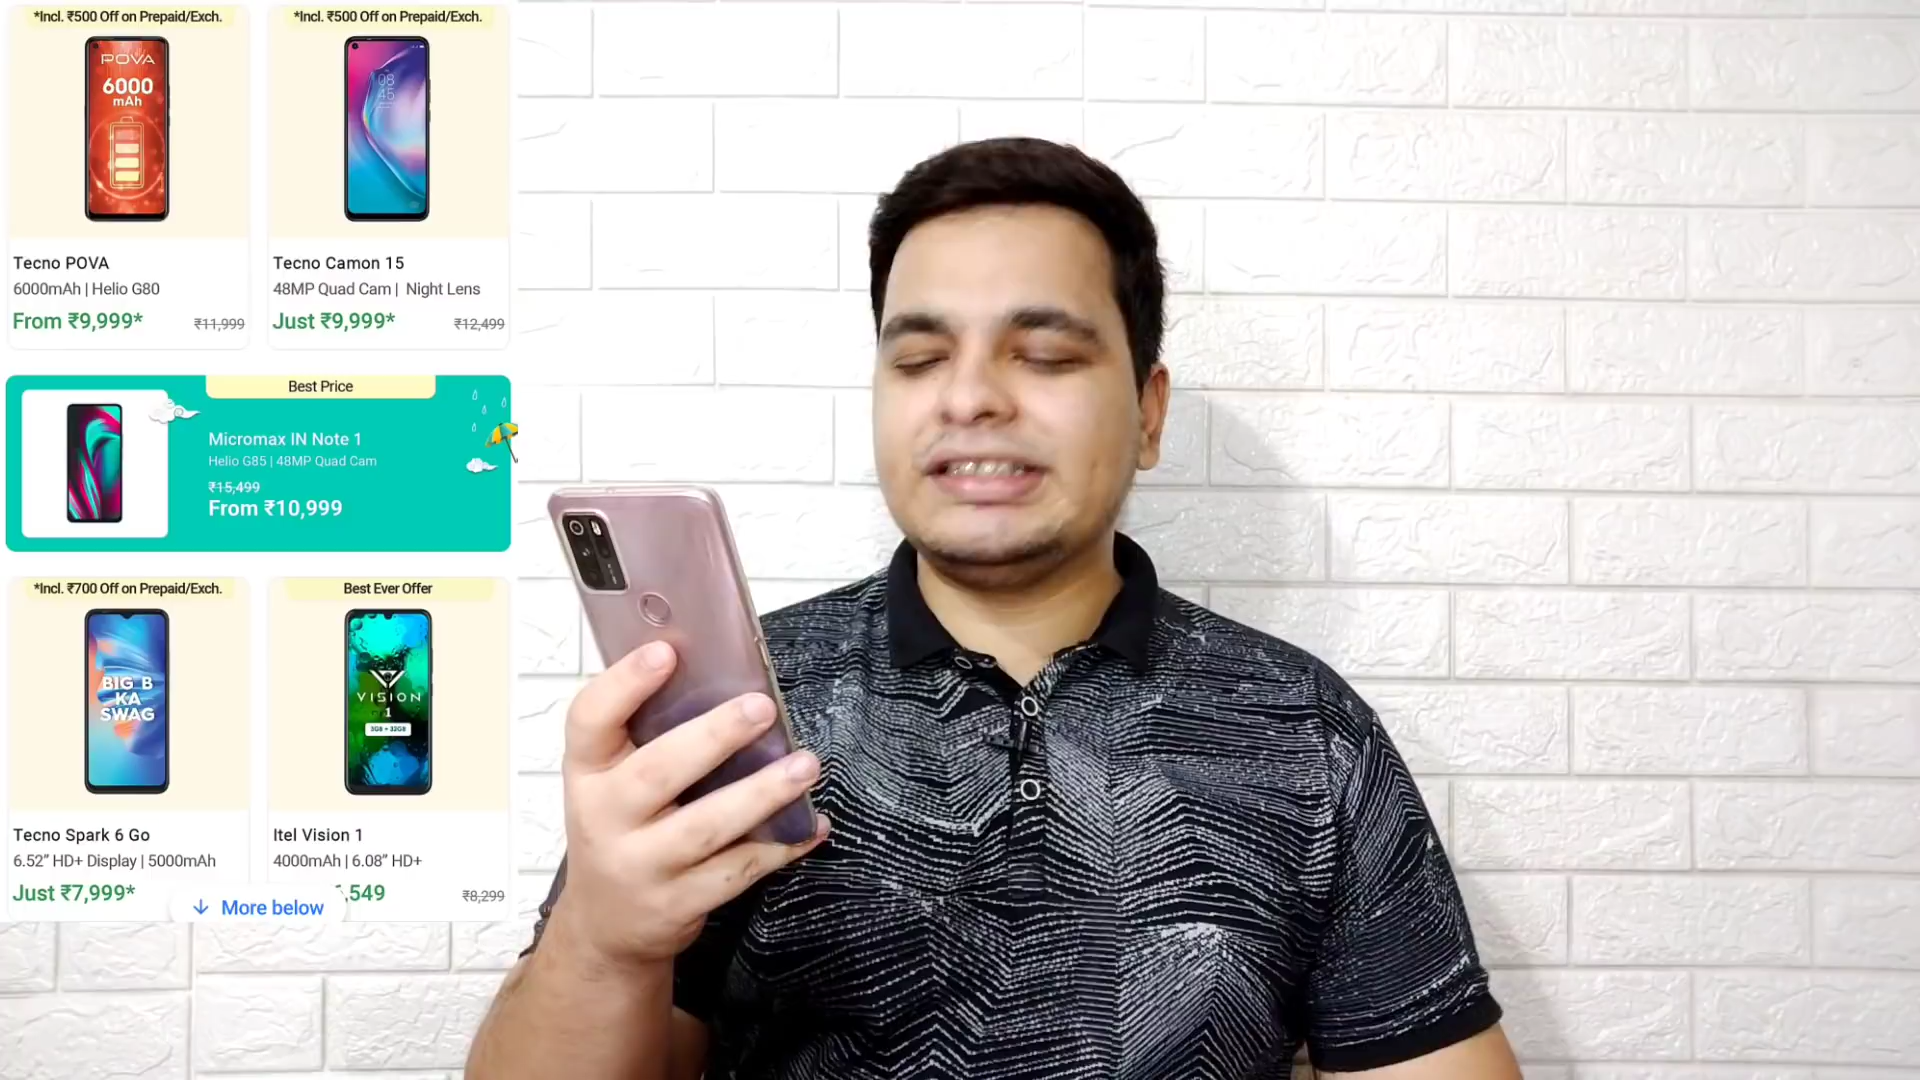 *Incl. ₹500 Off on Prepaid/Exch.
POVA
6000
mAh
Tecno POVA
6000mAh | Helio G80
From ₹9,999*
₹11,999
*Incl. ₹500 Off on Prepaid/Exch.
08
45
Tecno Camon 15
48MP Quad Cam | Night Lens
Just ₹9,999*
₹12,499
Best Price
Micromax IN Note 1
Helio G85 | 48MP Quad Cam
₹15,499
From ₹10,999
*Incl. ₹700 Off on Prepaid/Exch.
BIG B
KA
SWAG
Tecno Spark 6 Go
6.52” HD+ Display | 5000mAh
Just ₹7,999*
Best Ever Offer
VISION
1
3GB + 32GB
Itel Vision 1
4000mAh | 6.08” HD+
,549
₹8,299
↓ More below